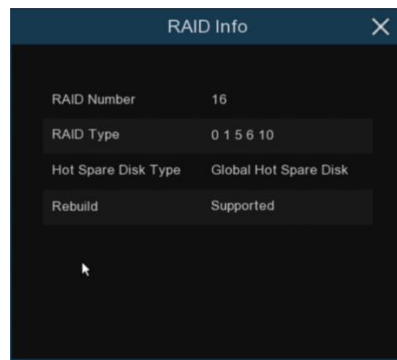 RAID Info
RAID Number 16
RAID Type 0 1 5 6 10
Hot Spare Disk Type Global Hot Spare Disk
Rebuild Supported